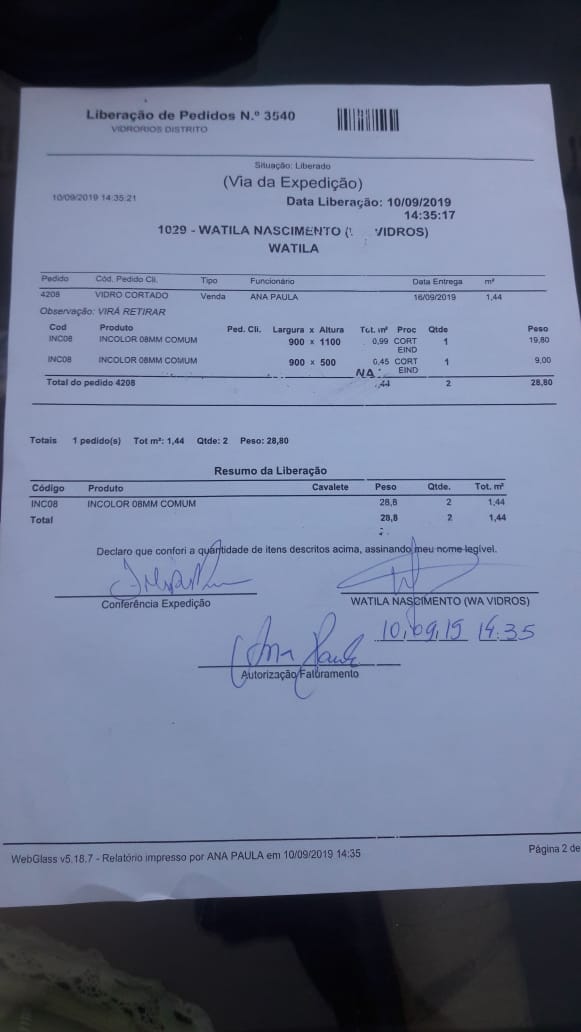 Liberação de Pedidos N.º 3540
VIDRORIOS DISTRITO
Situação: Liberado
(Via da Expedição)
10/09/2019 14:35:21
Data Liberação: 10/09/2019
14:35:17
1029 - WATILA NASCIMENTO ( VIDROS)
WATILA
Pedido Cód. Pedido Cli. Tipo Funcionário Data Entrega m²
4208 VIDRO CORTADO Venda ANA PAULA 16/09/2019 1,44
Observação: VIRÁ RETIRAR
Cod Produto Ped. Cli. Largura x Altura Tot. m² Proc Qtde Peso
INC08 INCOLOR 08MM COMUM 900 x 1100 0,99 CORT 1 19,80
EIND
INC08 INCOLOR 08MM COMUM 900 x 500 0,45 CORT 1 9,00
NA EIND
Total do pedido 4208 ,44 2 28,80
Totais 1 pedido(s) Tot m²: 1,44 Qtde: 2 Peso: 28,80
Resumo da Liberação
Código Produto Cavalete Peso Qtde. Tot. m²
INC08 INCOLOR 08MM COMUM 28,8 2 1,44
Total 28,8 2 1,44
Declaro que conferi a quantidade de itens descritos acima, assinando meu nome legível.
Conferência Expedição
WATILA NASCIMENTO (WA VIDROS)
10,09,19 14:35
Ana Paula
Autorização/Faturamento
WebGlass v5.18.7 - Relatório impresso por ANA PAULA em 10/09/2019 14:35
Página 2 de